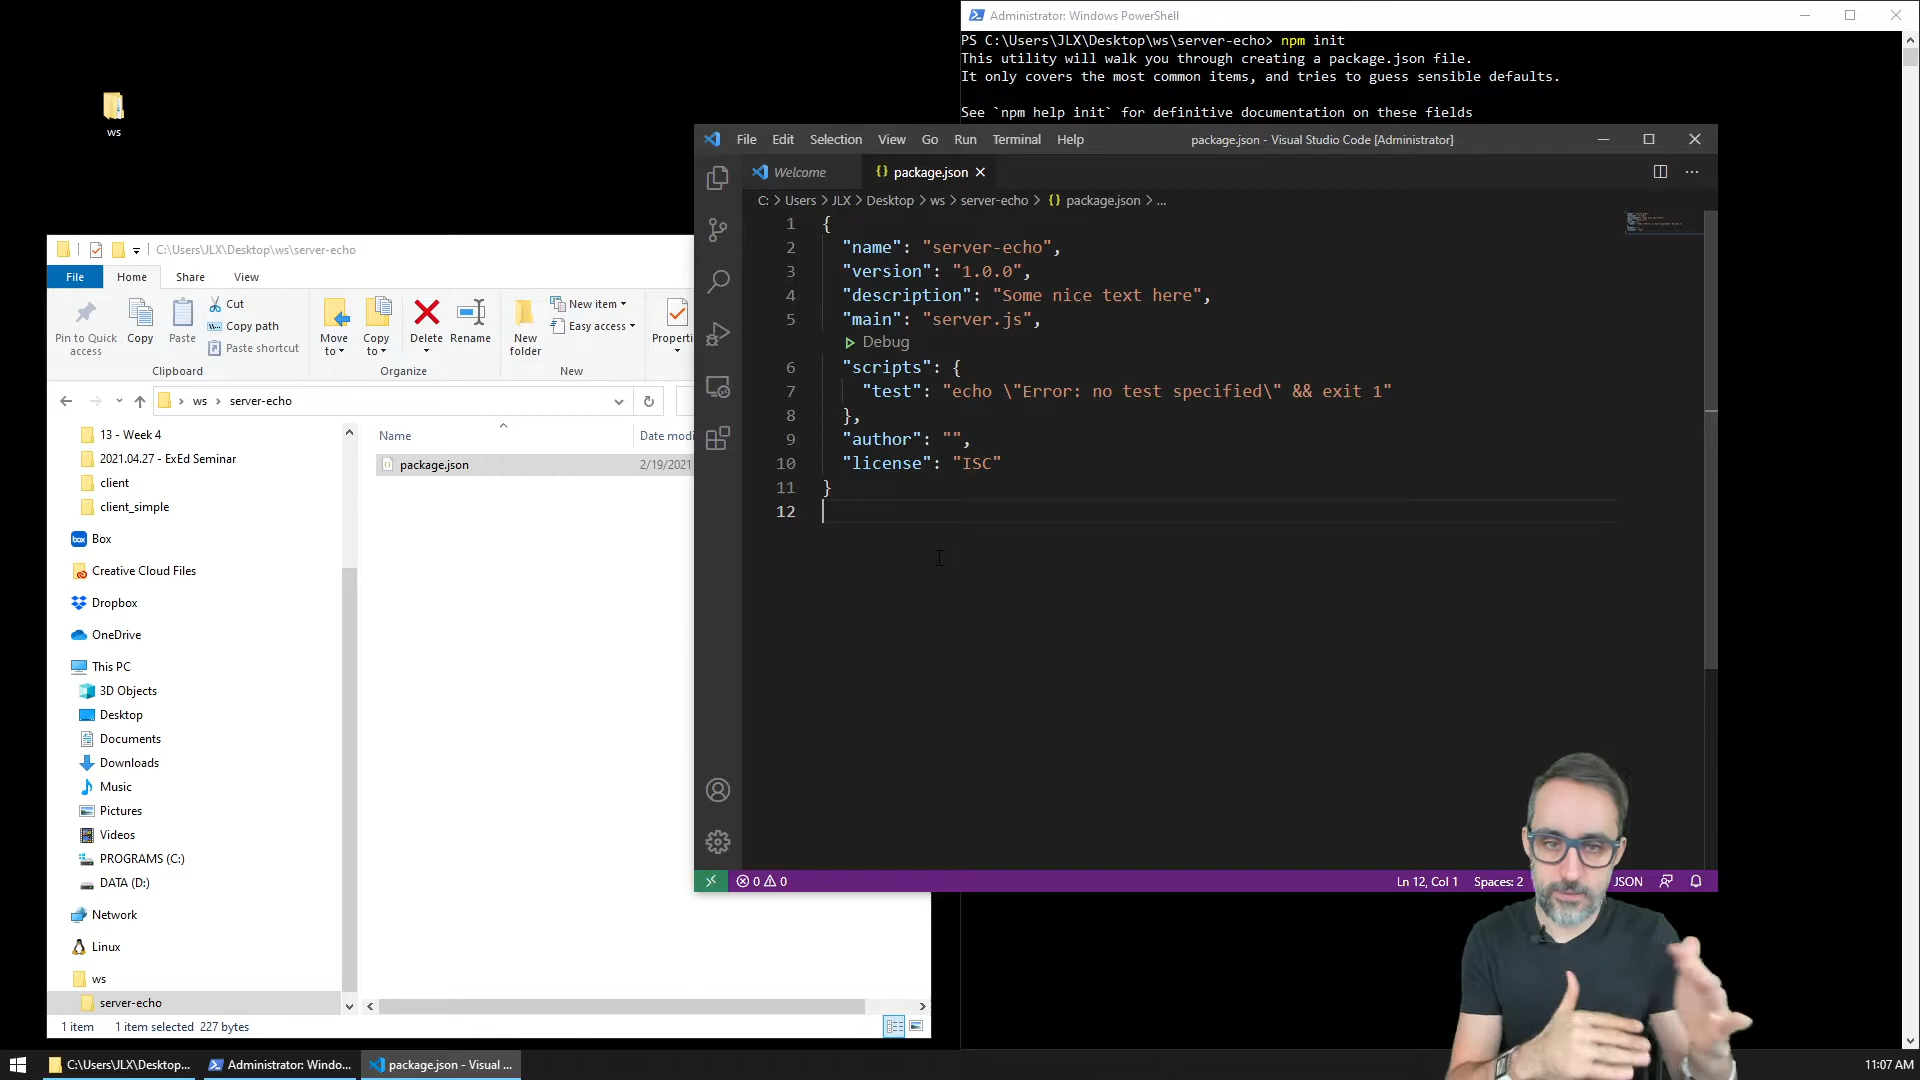 ws
Administrator: Windows PowerShell
PS C:\Users\JLX\Desktop\ws\server-echo> npm init
This utility will walk you through creating a package.json file.
It only covers the most common items, and tries to guess sensible defaults.
See `npm help init` for definitive documentation on these fields
File Edit Selection View Go Run Terminal Help
package.json - Visual Studio Code [Administrator]
Welcome
{} package.json
C: > Users > JLX > Desktop > ws > server-echo > {} package.json > ...
1 {
2 "name": "server-echo",
3 "version": "1.0.0",
4 "description": "Some nice text here",
5 "main": "server.js",
Debug
6 "scripts": {
7 "test": "echo \"Error: no test specified\" && exit 1"
8 },
9 "author": "",
10 "license": "ISC"
11 }
12
0 0
Ln 12, Col 1 Spaces: 2 JSON
C:\Users\JLX\Desktop\ws\server-echo
File Home Share View
Pin to Quick access
Copy
Paste
Cut
Copy path
Paste shortcut
Clipboard
Move to
Copy to
Delete
Rename
Organize
New folder
New item
Easy access
New
Properti
ws > server-echo
13 - Week 4
2021.04.27 - ExEd Seminar
client
client_simple
Box
Creative Cloud Files
Dropbox
OneDrive
This PC
3D Objects
Desktop
Documents
Downloads
Music
Pictures
Videos
PROGRAMS (C:)
DATA (D:)
Network
Linux
ws
server-echo
Name Date modi
package.json 2/19/2021
1 item 1 item selected 227 bytes
C:\Users\JLX\Desktop...
Administrator: Windo...
package.json - Visual ...
11:07 AM